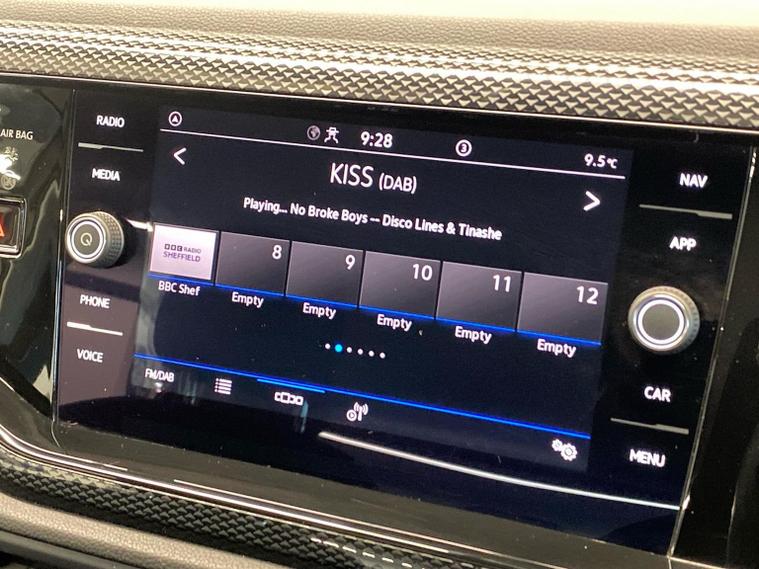 AIR BAG
RADIO
MEDIA
PHONE
VOICE
A
9:28
3
9.5°C
KISS (DAB)
Playing... No Broke Boys -- Disco Lines & Tinashe
BBC RADIO
SHEFFIELD
8
9
10
11
12
BBC Shef
Empty
Empty
Empty
Empty
Empty
FM/DAB
NAV
APP
CAR
MENU